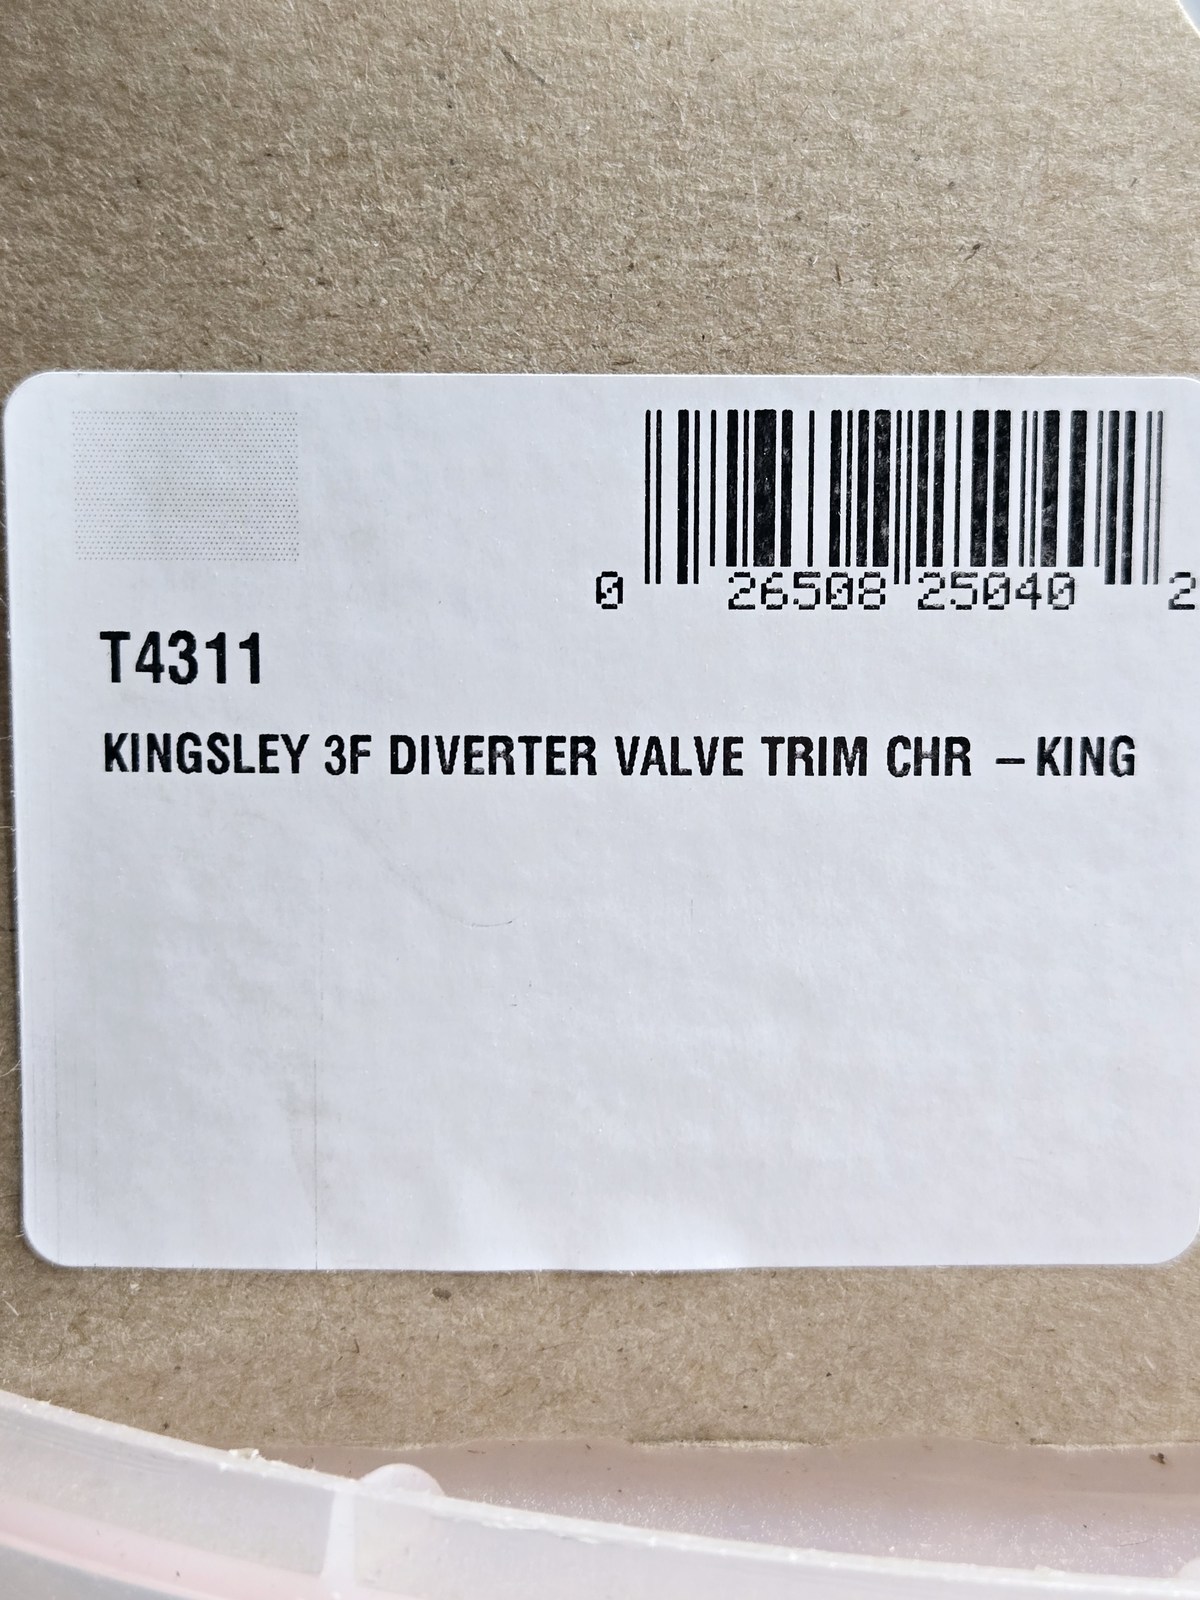 0 26508 25040 2
T4311
KINGSLEY 3F DIVERTER VALVE TRIM CHR – KING